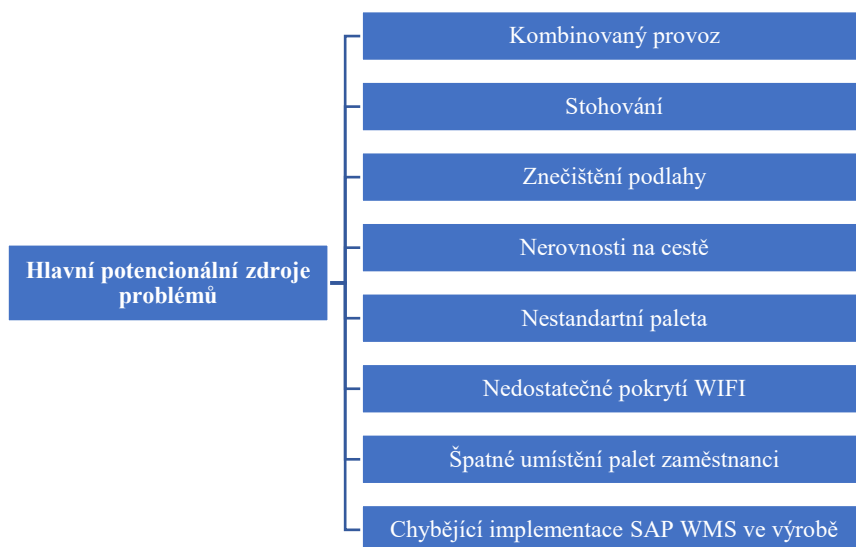 Kombinovaný provoz
Stohování
Znečištění podlahy
Nerovnosti na cestě
Hlavní potencionální zdroje
problémů
Nestandartní paleta
Nedostatečné pokrytí WIFI
Špatné umístění palet zaměstnanci
Chybějící implementace SAP WMS ve výrobě